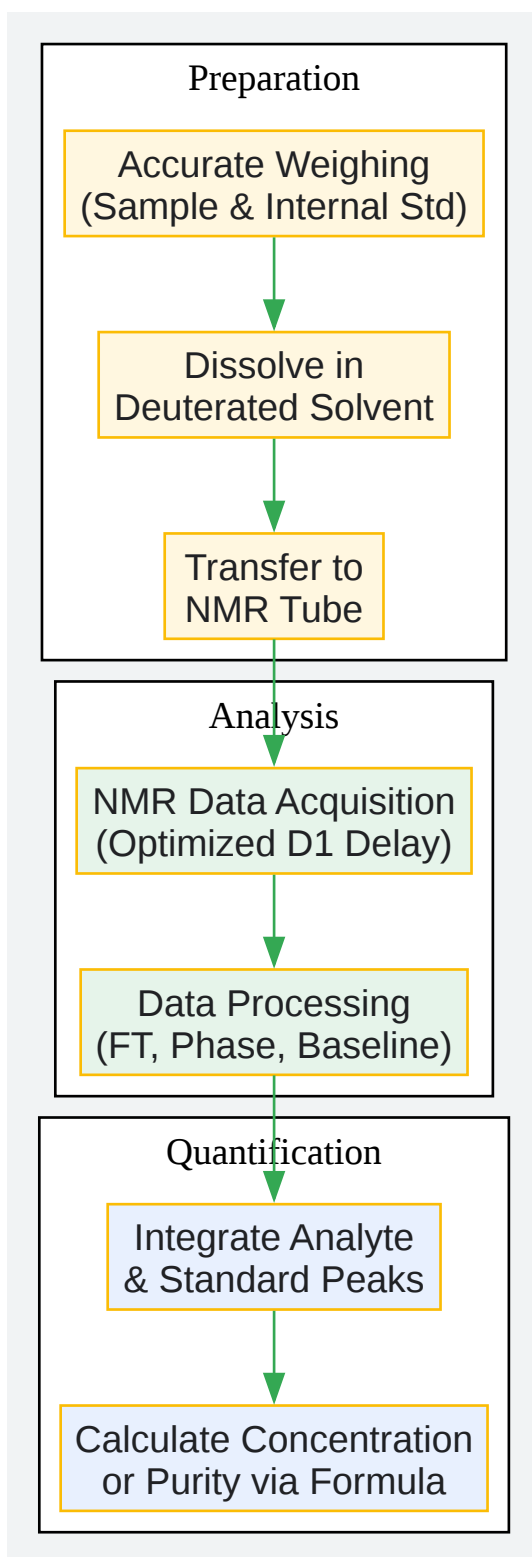 Preparation
Accurate Weighing
(Sample & Internal Std)
Dissolve in
Deuterated Solvent
Transfer to
NMR Tube
Analysis
NMR Data Acquisition
(Optimized D1 Delay)
Data Processing
(FT, Phase, Baseline)
Quantification
Integrate Analyte
& Standard Peaks
Calculate Concentration
or Purity via Formula